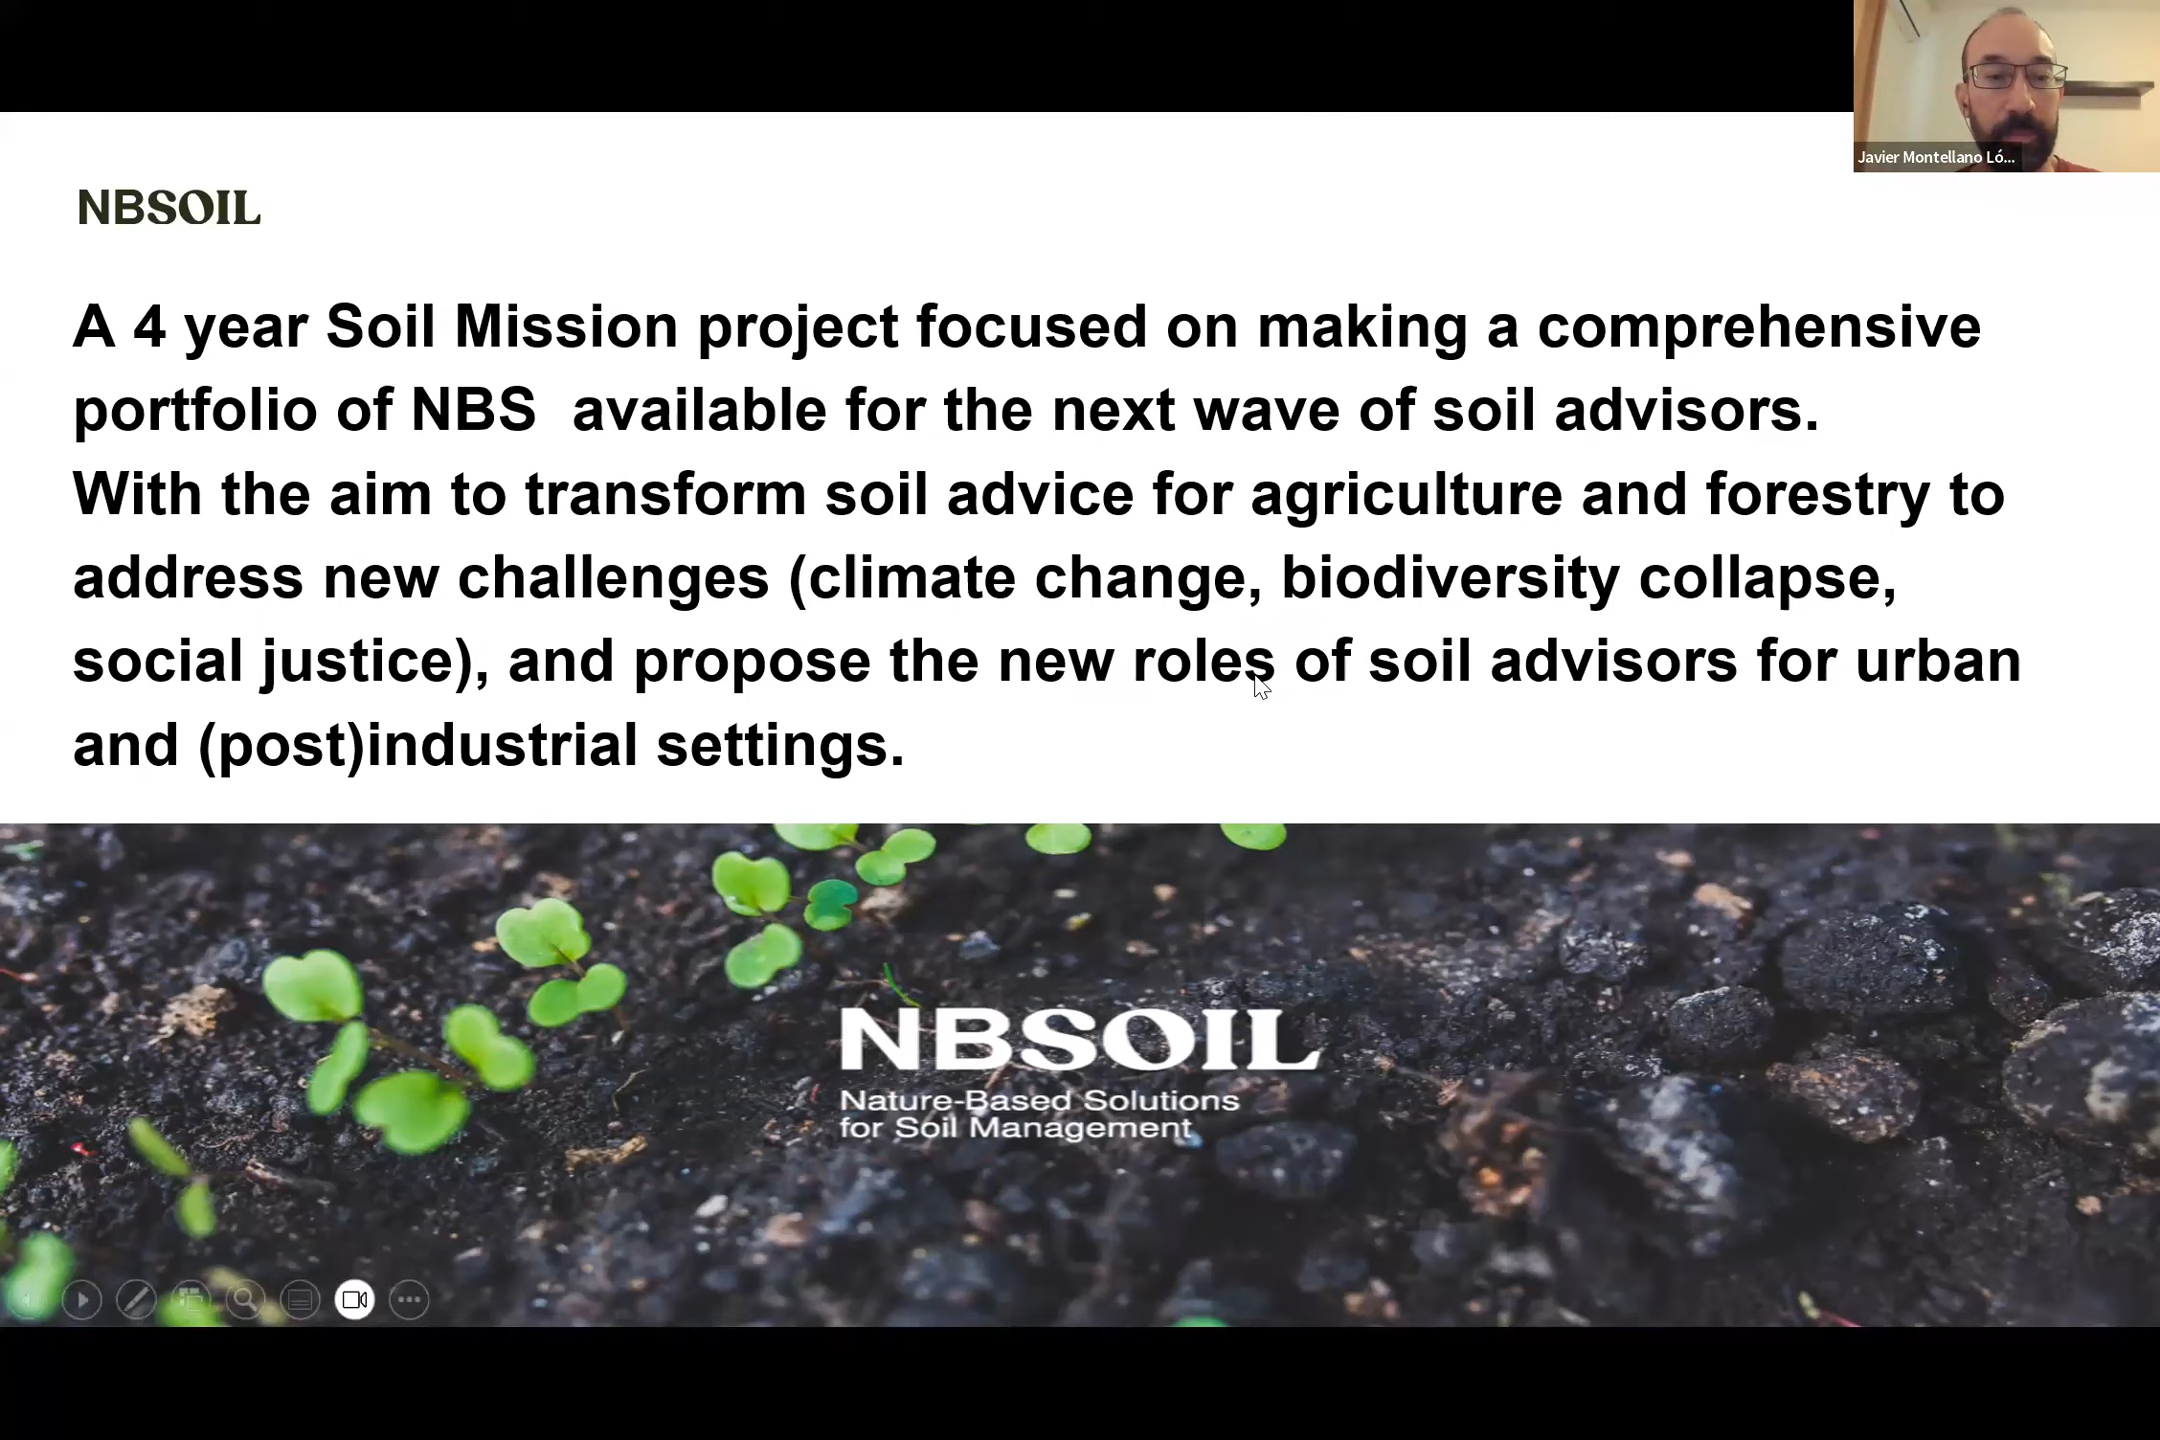 Javier Montellano Ló...
NBSOIL
A 4 year Soil Mission project focused on making a comprehensive
portfolio of NBS  available for the next wave of soil advisors.
With the aim to transform soil advice for agriculture and forestry to
address new challenges (climate change, biodiversity collapse,
social justice), and propose the new roles of soil advisors for urban
and (post)industrial settings.
NBSOIL
Nature-Based Solutions
for Soil Management